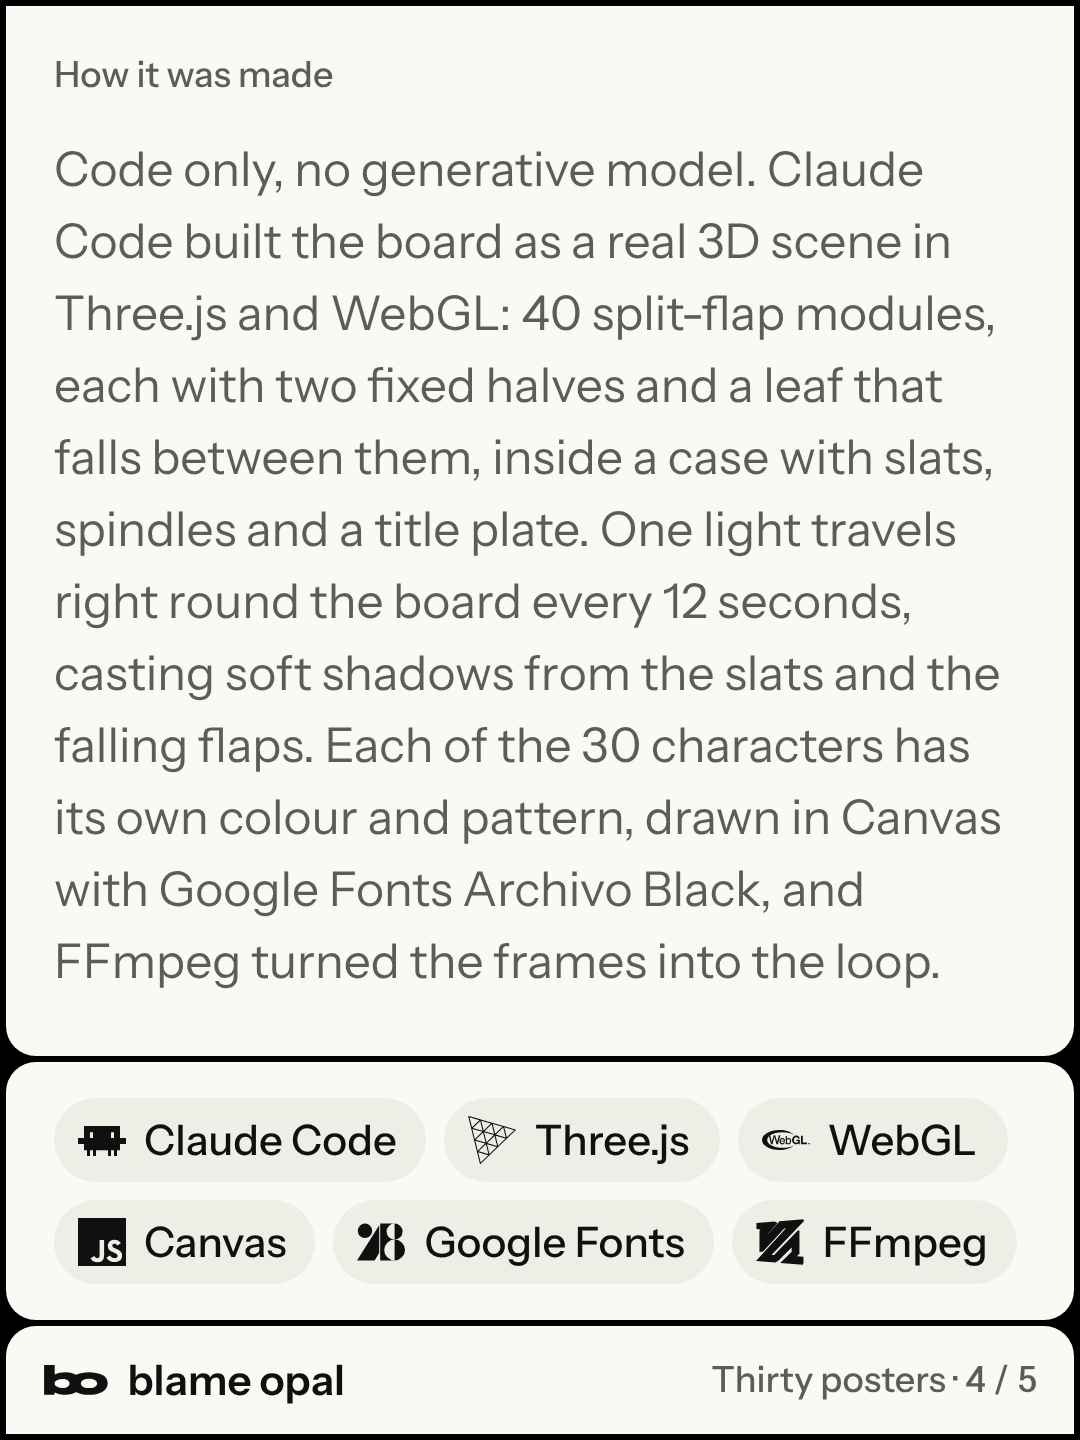 How it was made
Code only, no generative model. Claude
Code built the board as a real 3D scene in
Three.js and WebGL: 40 split-flap modules,
each with two fixed halves and a leaf that
falls between them, inside a case with slats,
spindles and a title plate. One light travels
right round the board every 12 seconds,
casting soft shadows from the slats and the
falling flaps. Each of the 30 characters has
its own colour and pattern, drawn in Canvas
with Google Fonts Archivo Black, and
FFmpeg turned the frames into the loop.
Claude Code Three.js WebGL. WebGL
JS Canvas Google Fonts FFmpeg
bo blame opal Thirty posters · 4 / 5